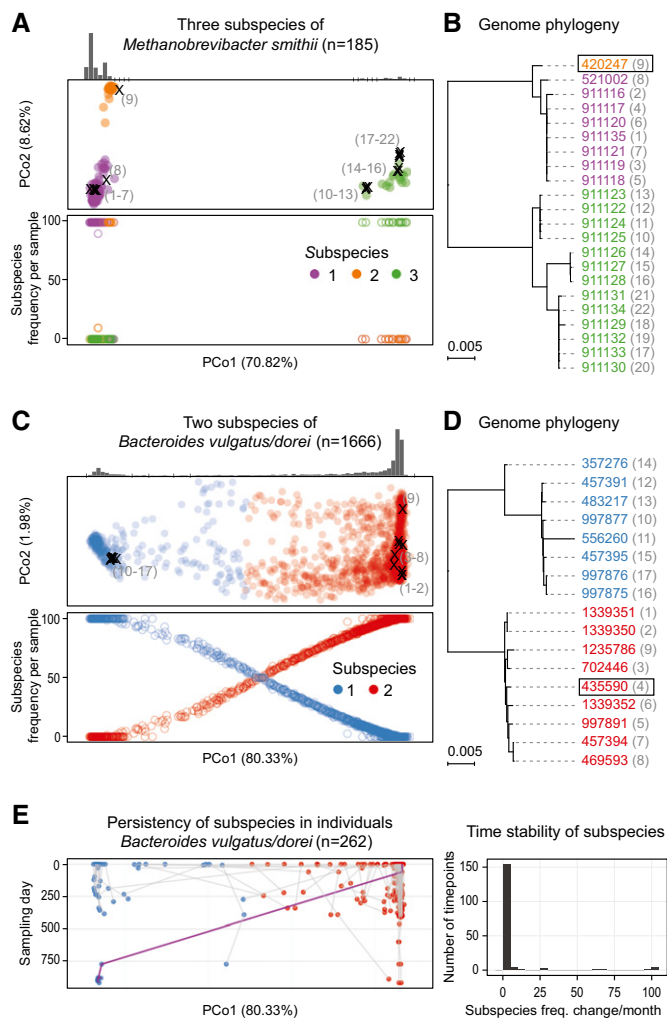 A
Three subspecies of
Methanobrevibacter smithii (n=185)
PCo2 (8.62%)
(9)
(8)
(1-7)
(17-22)
(14-16)
(10-13)
Subspecies
frequency per sample
100
50
0
Subspecies
1 2 3
PCo1 (70.82%)
B
Genome phylogeny
420247 (9)
521002 (8)
911116 (2)
911117 (4)
911120 (6)
911135 (1)
911121 (7)
911119 (3)
911118 (5)
911123 (13)
911122 (12)
911124 (11)
911125 (10)
911126 (14)
911127 (15)
911128 (16)
911131 (21)
911134 (22)
911129 (18)
911132 (19)
911133 (17)
911130 (20)
0.005
C
Two subspecies of
Bacteroides vulgatus/dorei (n=1666)
PCo2 (1.98%)
(9)
(3-8)
(10-17)
(1-2)
Subspecies
frequency per sample
100
50
0
Subspecies
1 2
PCo1 (80.33%)
D
Genome phylogeny
357276 (14)
457391 (12)
483217 (13)
997877 (10)
556260 (11)
457395 (15)
997876 (17)
997875 (16)
1339351 (1)
1339350 (2)
1235786 (9)
702446 (3)
435590 (4)
1339352 (6)
997891 (5)
457394 (7)
469593 (8)
0.005
E
Persistency of subspecies in individuals
Bacteroides vulgatus/dorei (n=262)
Sampling day
0
250
500
750
PCo1 (80.33%)
Time stability of subspecies
Number of timepoints
150
100
50
0
0 25 50 75 100
Subspecies freq. change/month